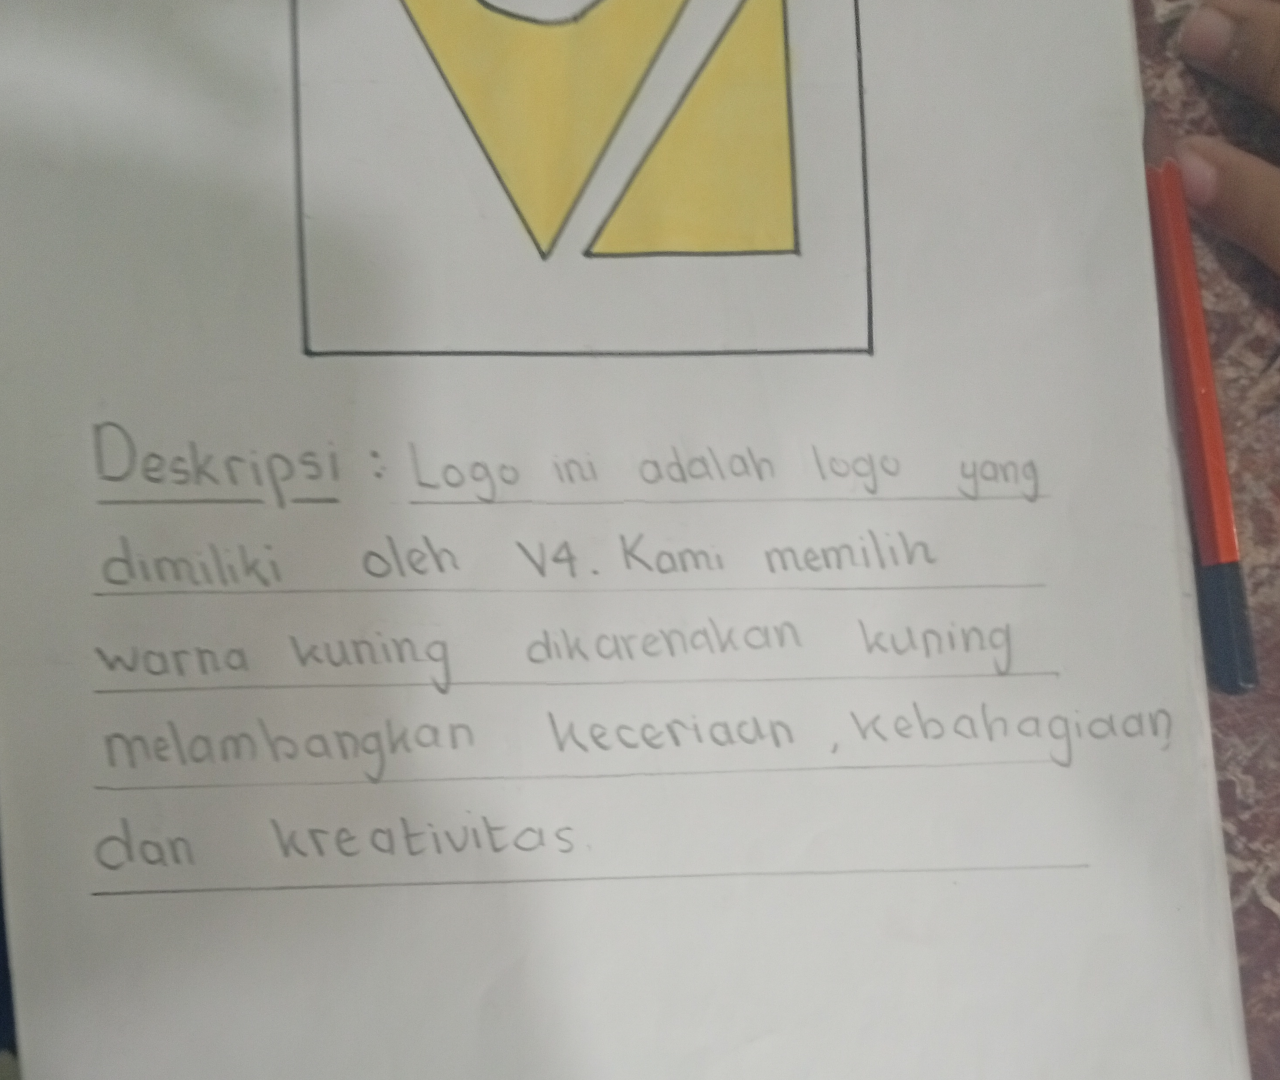 Deskripsi : Logo ini adalah logo yang
dimiliki oleh V4. Kami memilih
warna kuning dikarenakan kuning
melambangkan keceriaan, kebahagiaan,
dan kreativitas.